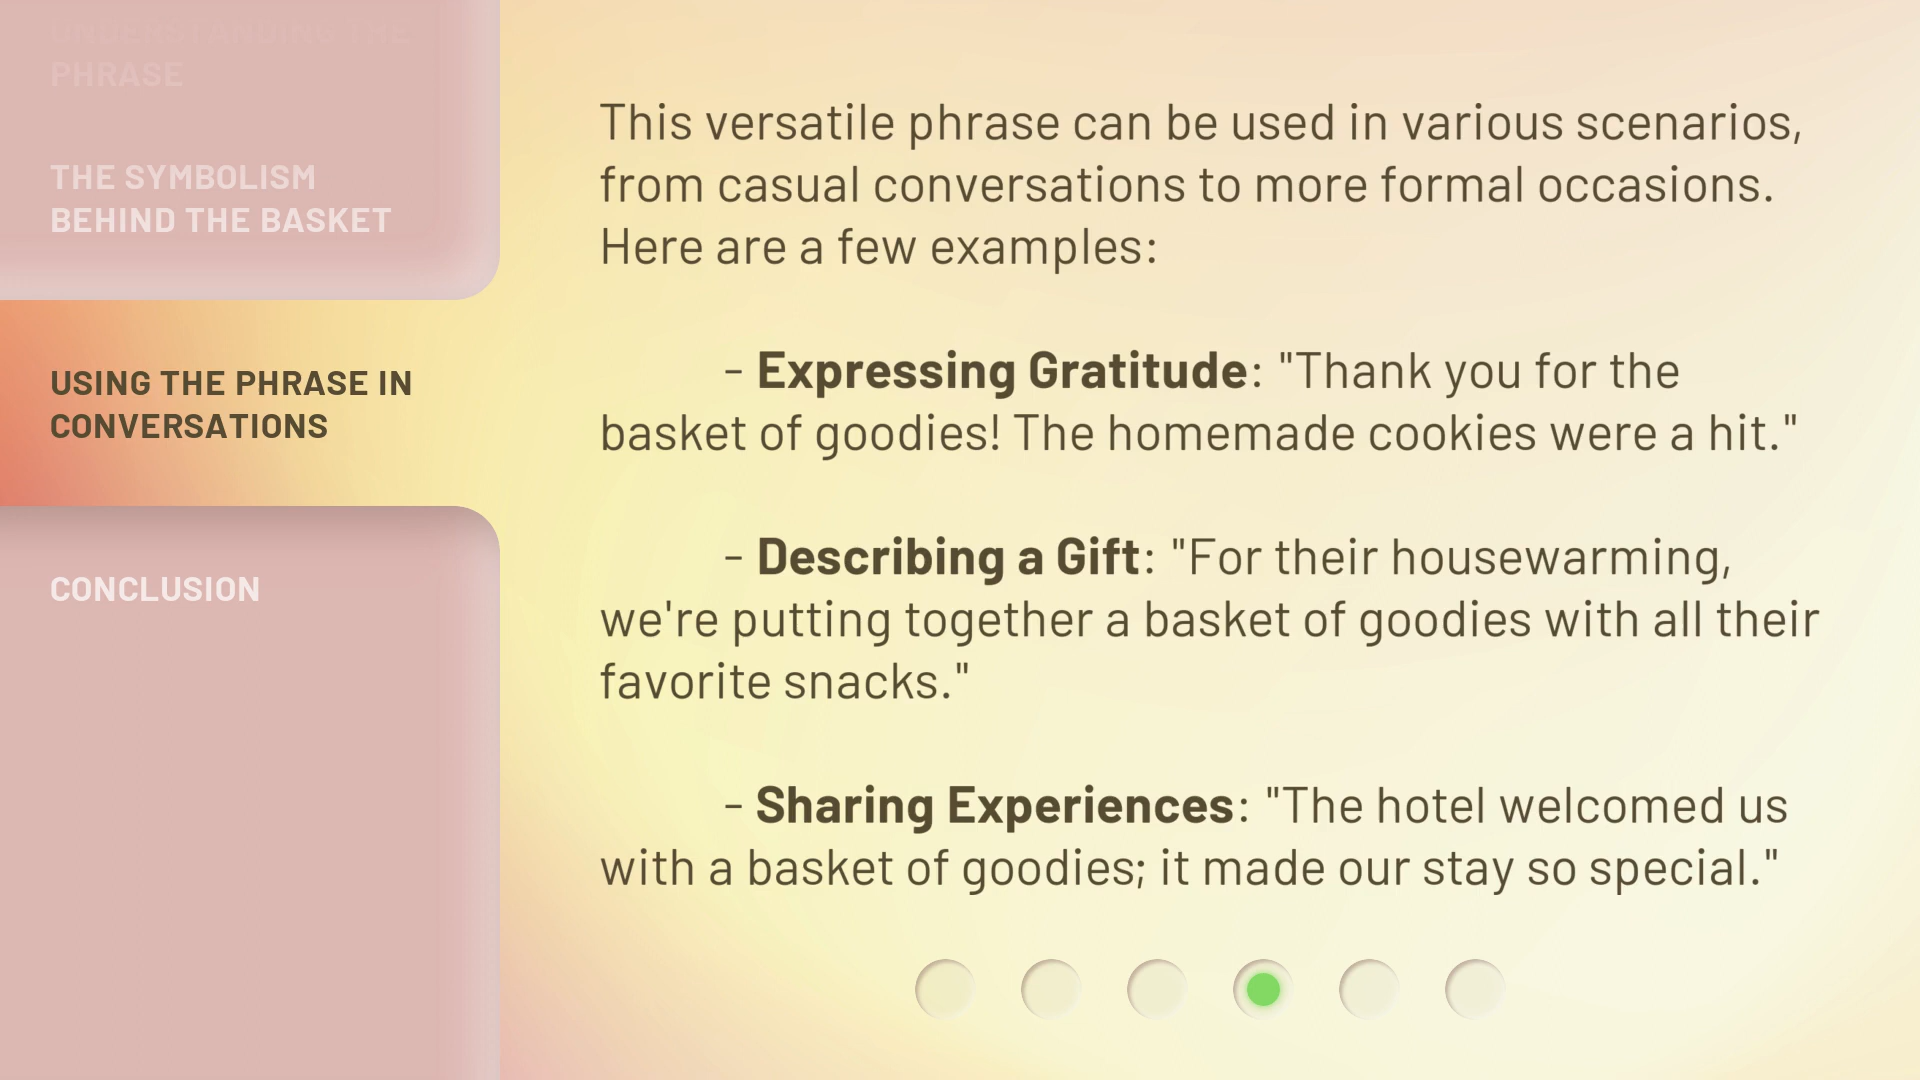 UNDERSTANDING THE
PHRASE
THE SYMBOLISM
BEHIND THE BASKET
USING THE PHRASE IN
CONVERSATIONS
CONCLUSION
This versatile phrase can be used in various scenarios,
from casual conversations to more formal occasions.
Here are a few examples:
- Expressing Gratitude: "Thank you for the
basket of goodies! The homemade cookies were a hit."
- Describing a Gift: "For their housewarming,
we're putting together a basket of goodies with all their
favorite snacks."
- Sharing Experiences: "The hotel welcomed us
with a basket of goodies; it made our stay so special."